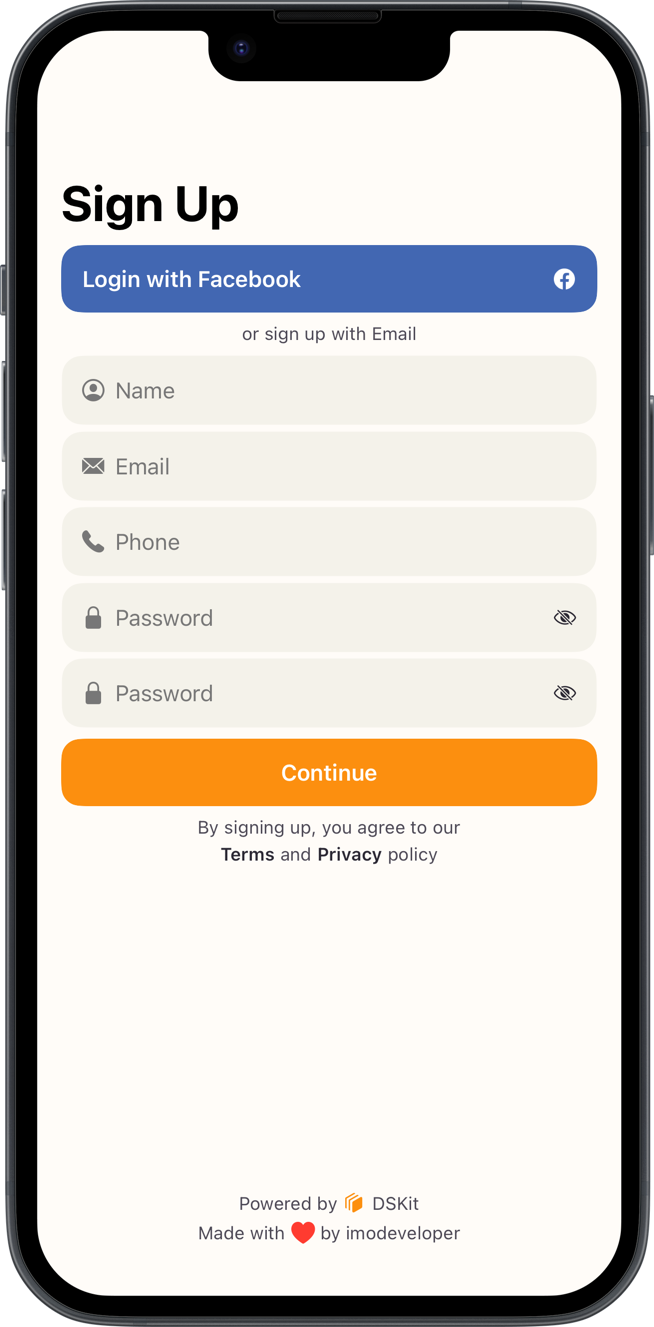 Sign Up
Login with Facebook
or sign up with Email
Name
Email
Phone
Password
Password
Continue
By signing up, you agree to our
Terms and Privacy policy
Powered by DSKit
Made with ❤️ by imodeveloper